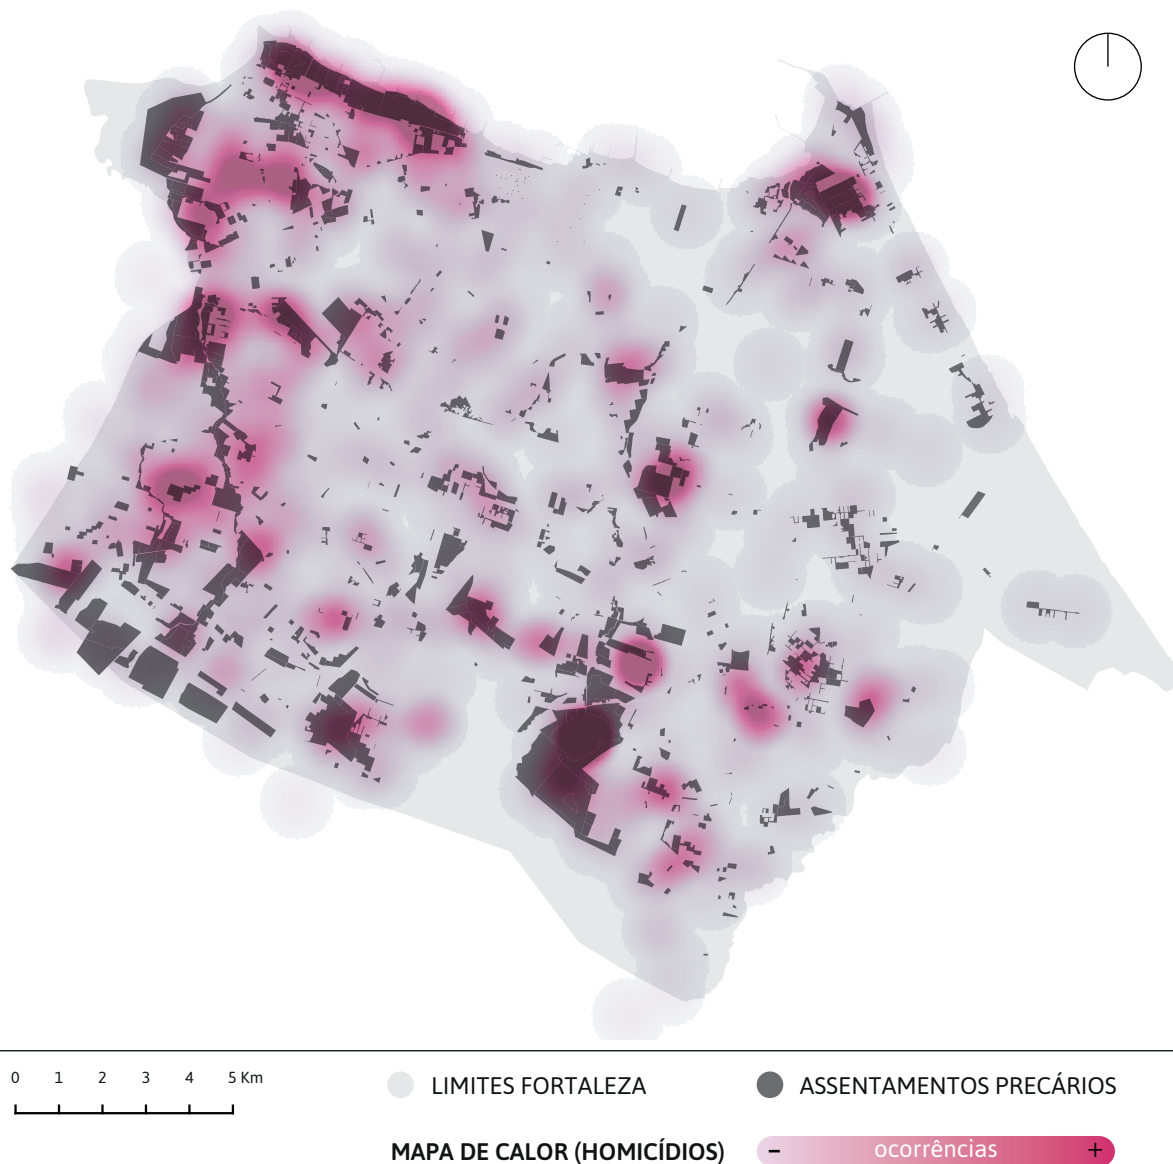 0 1 2 3 4 5 Km
LIMITES FORTALEZA
ASSENTAMENTOS PRECÁRIOS
MAPA DE CALOR (HOMICÍDIOS)
- ocorrências +